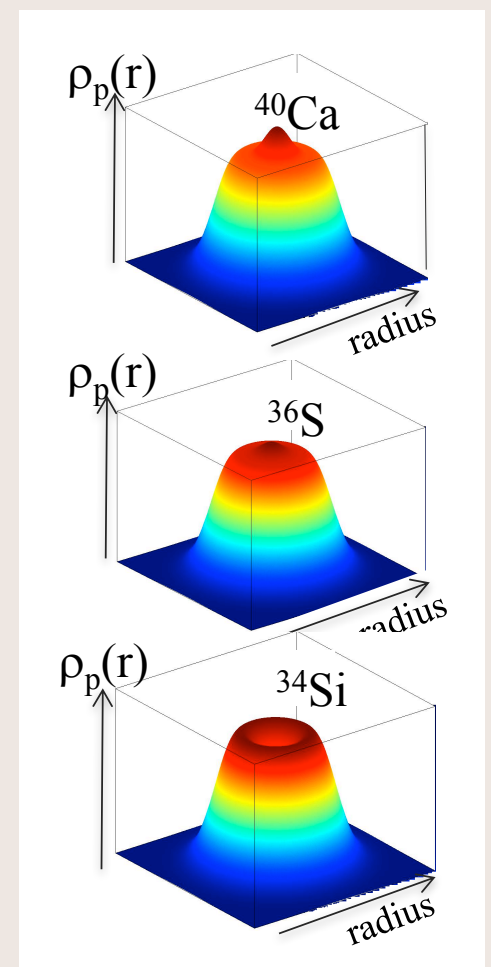 ρₚ(r)
⁴⁰Ca
radius
ρₚ(r)
³⁶S
radius
ρₚ(r)
³⁴Si
radius